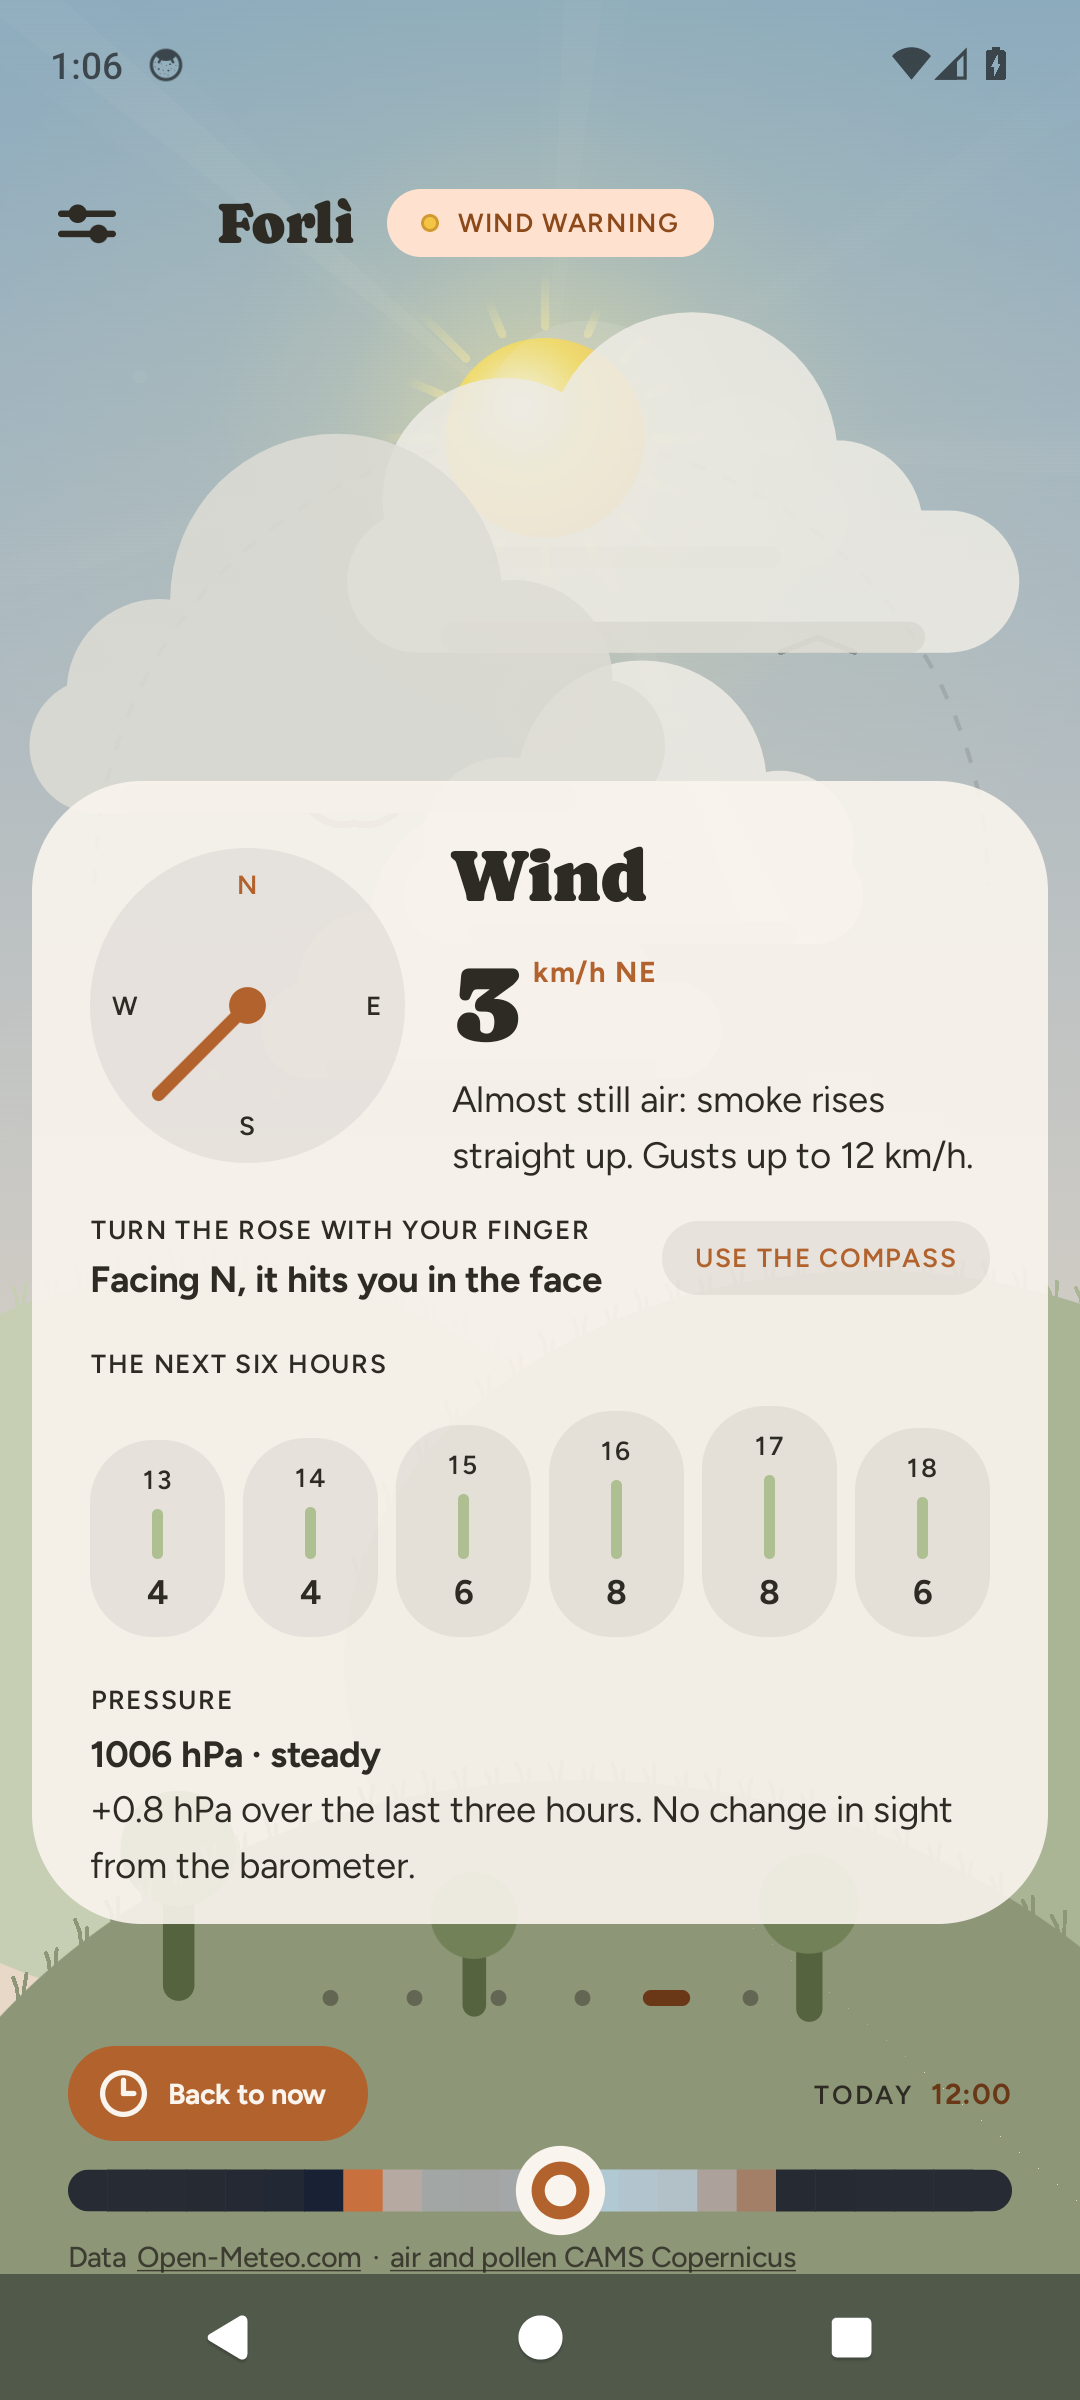 1:06
Forlì
WIND WARNING
Wind
3 km/h NE
N
W
E
S
Almost still air: smoke rises
straight up. Gusts up to 12 km/h.
TURN THE ROSE WITH YOUR FINGER
Facing N, it hits you in the face
USE THE COMPASS
THE NEXT SIX HOURS
13 14 15 16 17 18
4 4 6 8 8 6
PRESSURE
1006 hPa · steady
+0.8 hPa over the last three hours. No change in sight
from the barometer.
Back to now
TODAY 12:00
Data Open-Meteo.com · air and pollen CAMS Copernicus